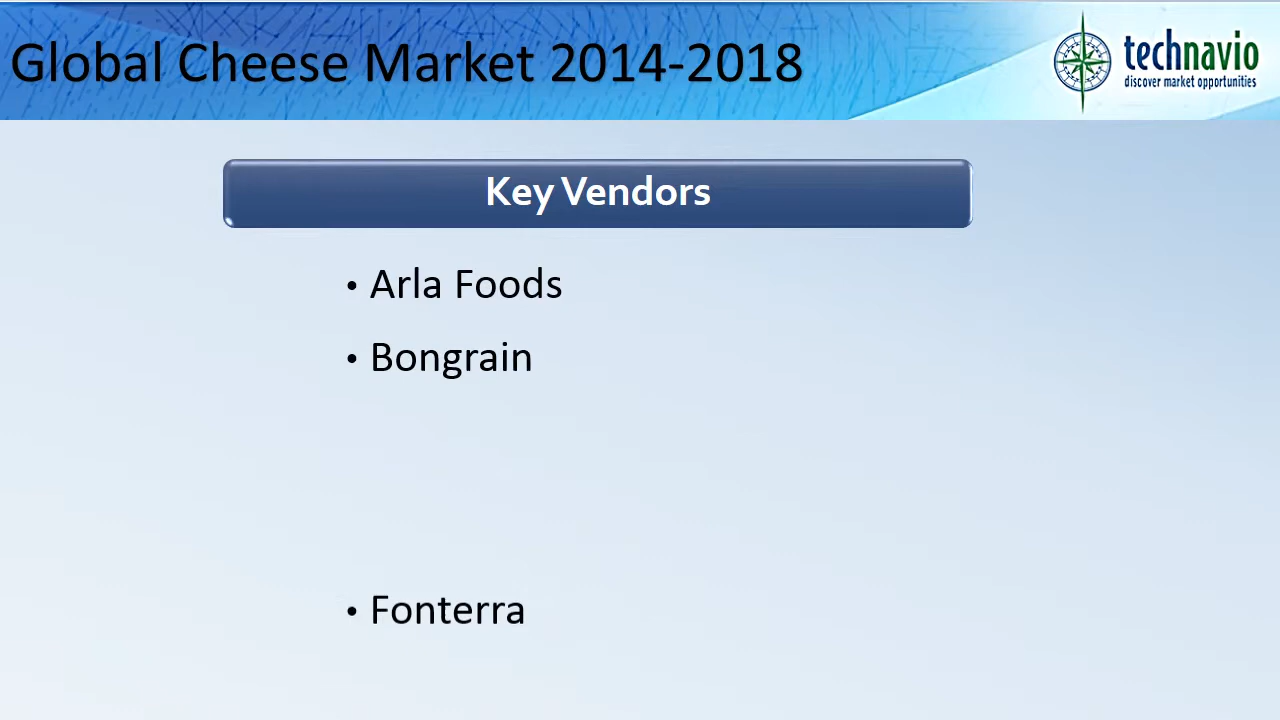 Global Cheese Market 2014-2018
technavio
discover market opportunities
Key Vendors
• Arla Foods
• Bongrain
• Fonterra